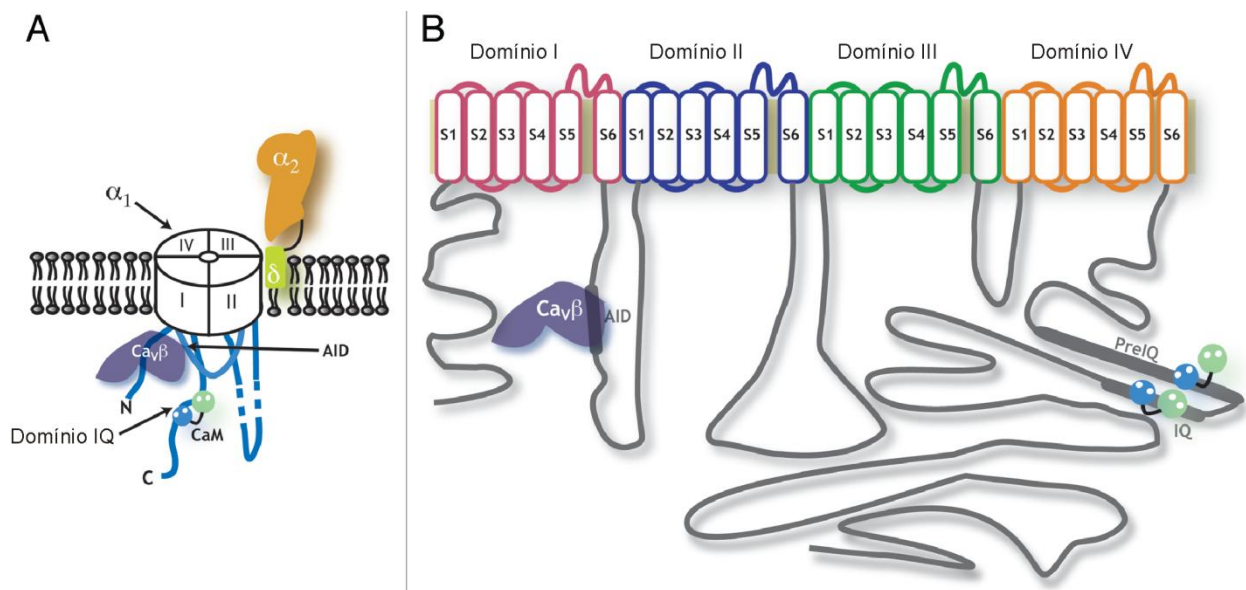 A
α2
α1
IV III
δ
I II
CaVβ
AID
N
Domínio IQ
CaM
C
B
Domínio I Domínio II Domínio III Domínio IV
S1 S2 S3 S4 S5 S6 S1 S2 S3 S4 S5 S6 S1 S2 S3 S4 S5 S6 S1 S2 S3 S4 S5 S6
CaVβ
AID
PreIQ
IQ